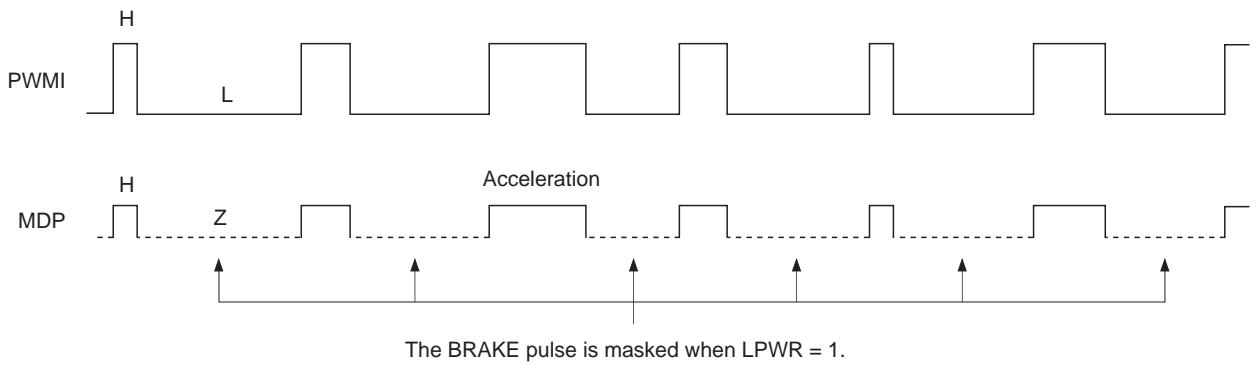 H
PWMI
L
Acceleration
H
MDP
Z
The BRAKE pulse is masked when LPWR = 1.